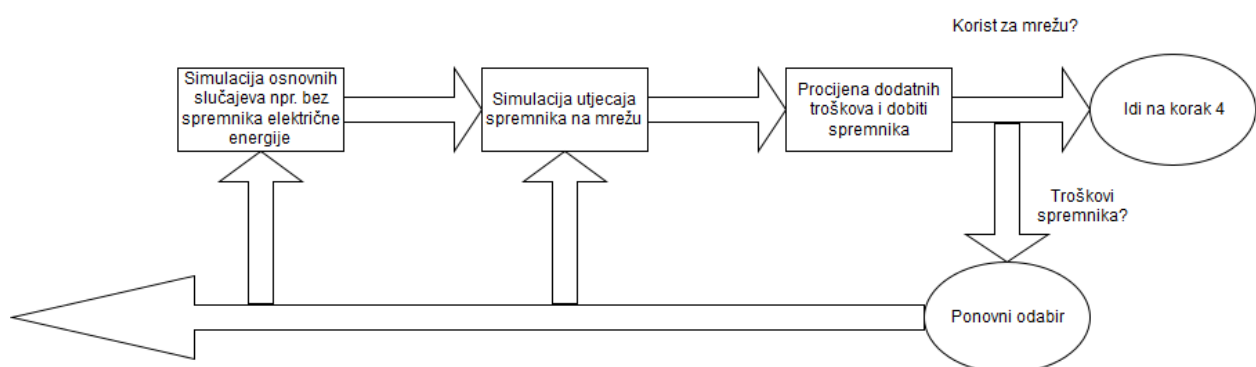 Korist za mrežu?
Simulacija osnovnih
slučajeva npr. bez
spremnika električne
energije
Simulacija utjecaja
spremnika na mrežu
Procijena dodatnih
troškova i dobiti
spremnika
Idi na korak 4
Troškovi
spremnika?
Ponovni odabir